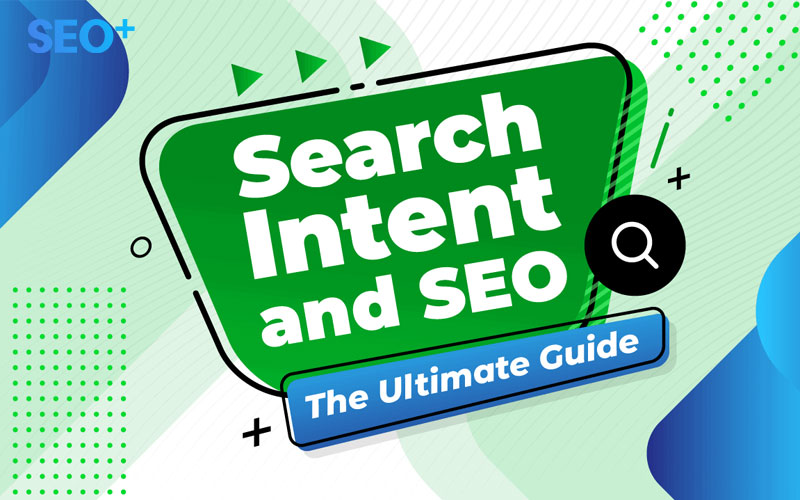 SEO+
Search
Intent
and SEO
The Ultimate Guide